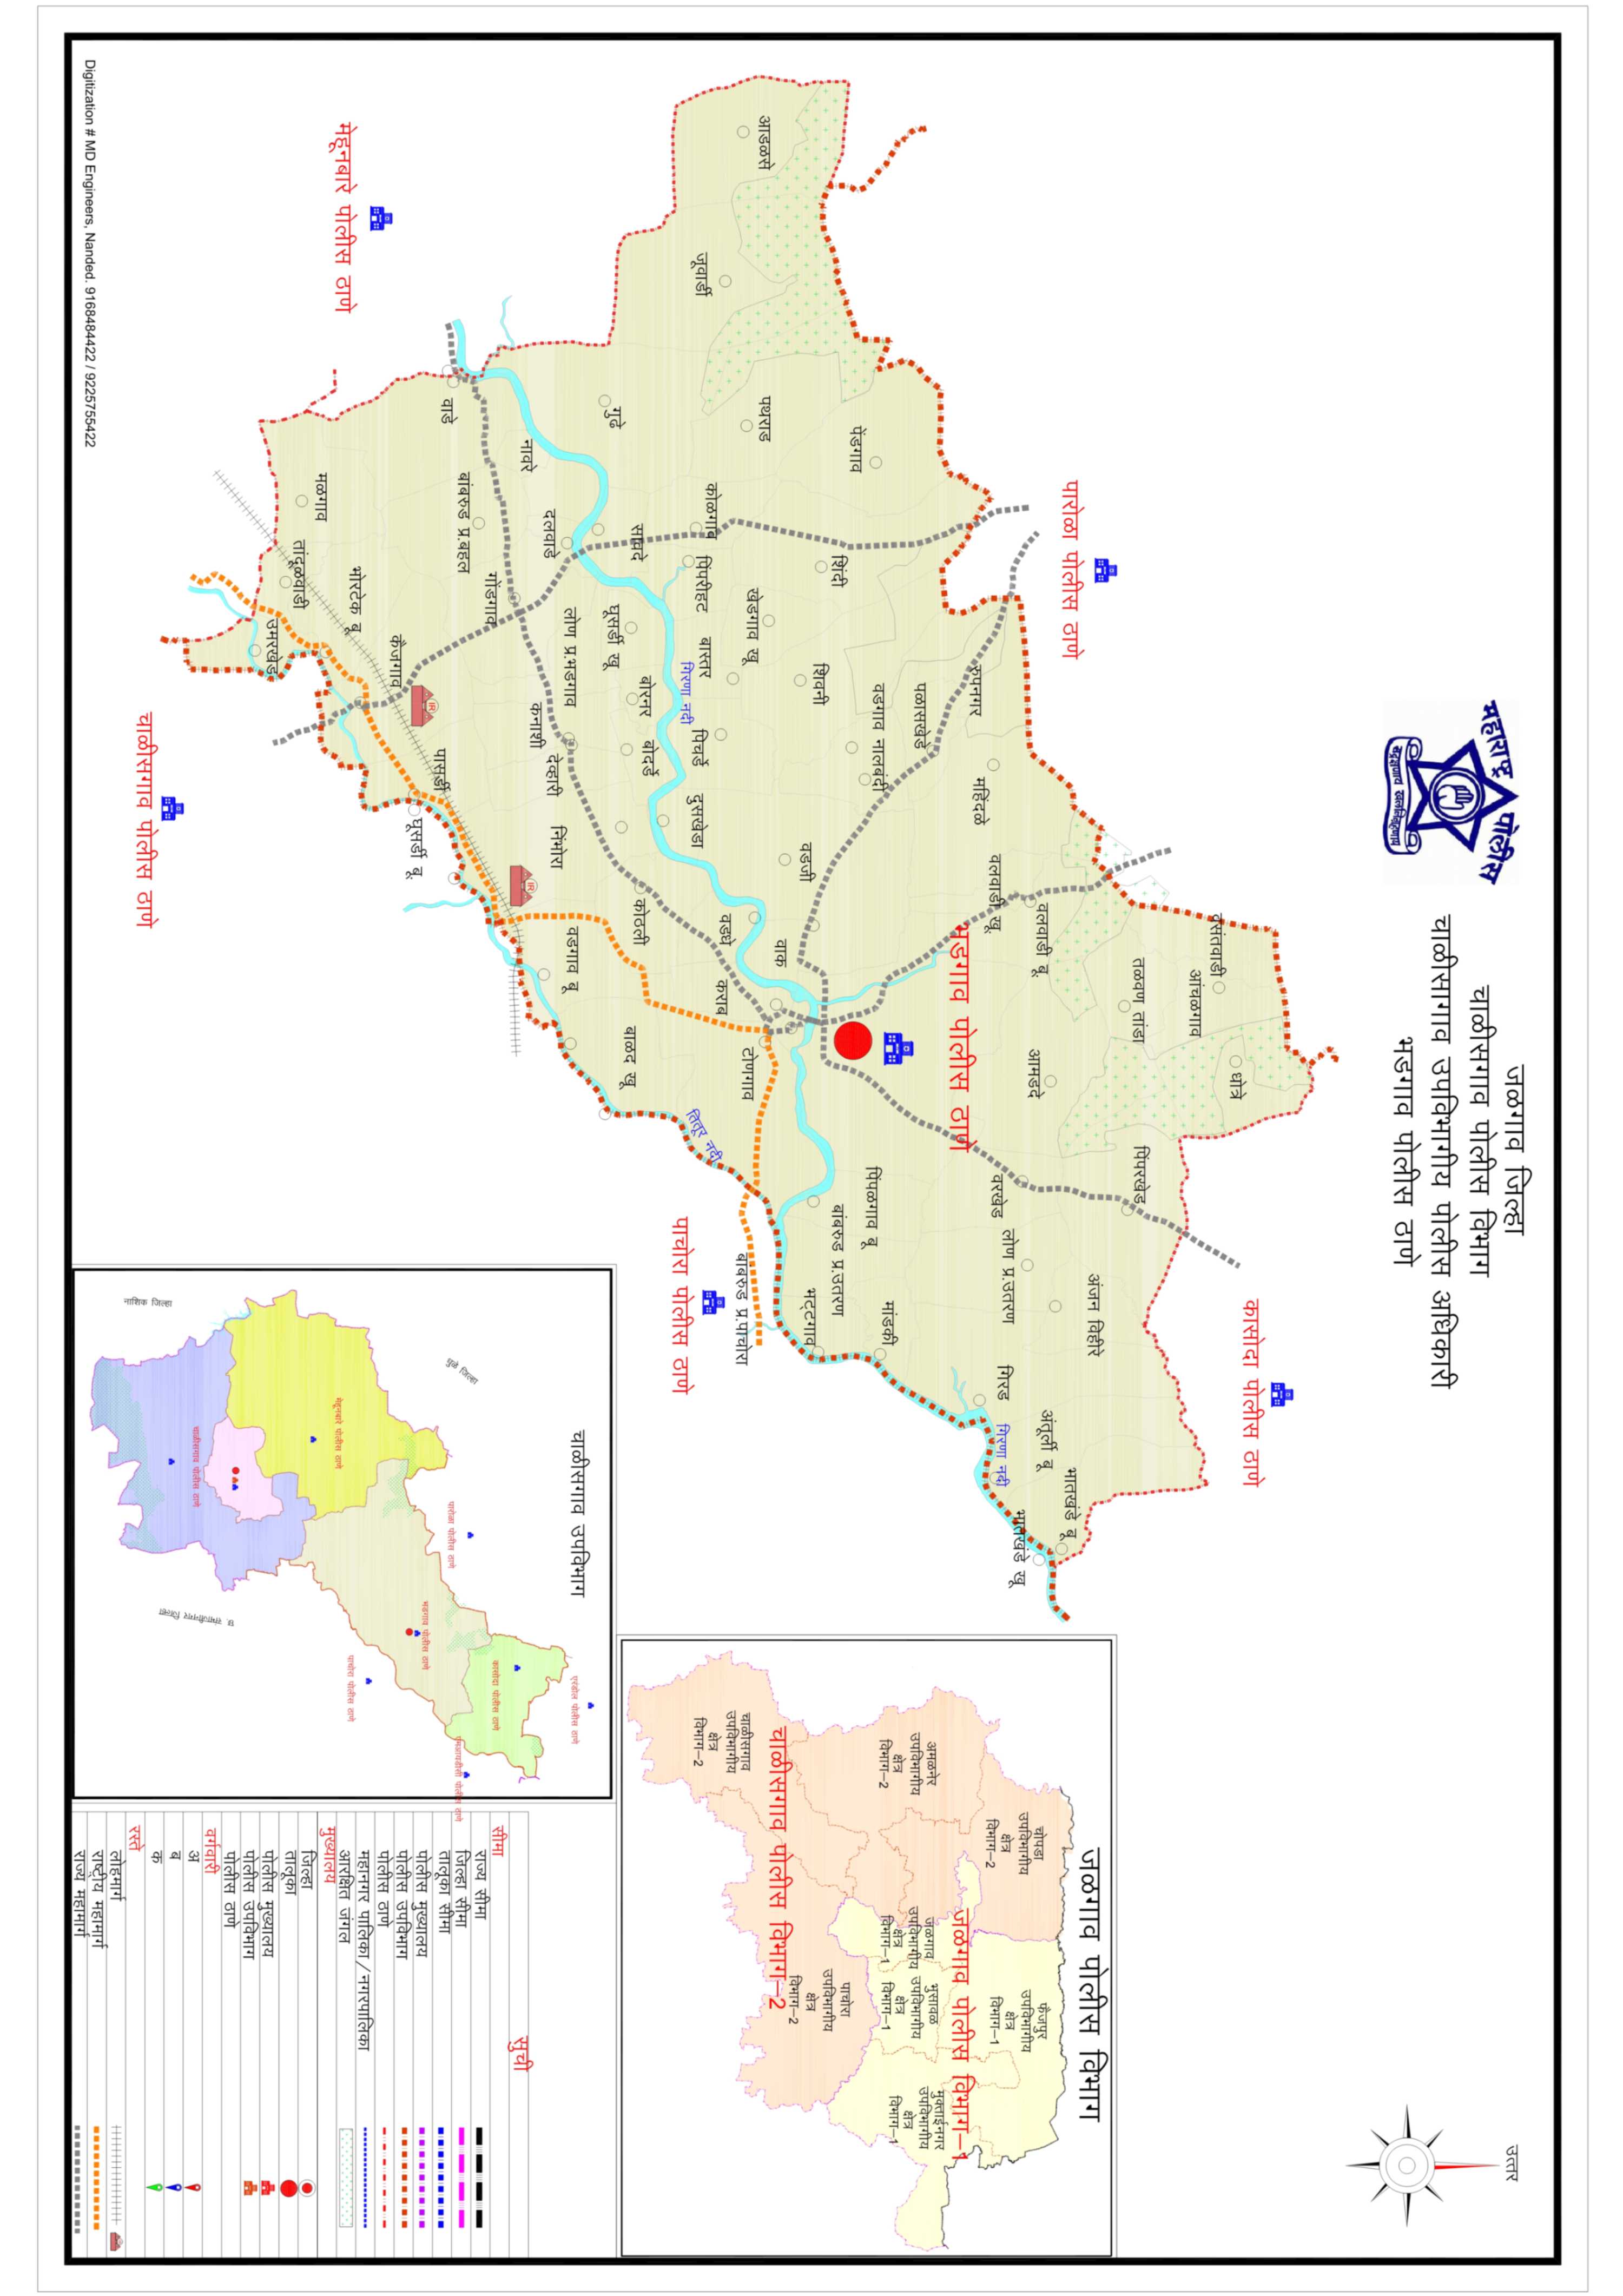 महाराष्ट्र पोलीस
सद्रक्षणाय खलनिग्रहणाय
जळगाव जिल्हा
चाळीसगाव पोलीस विभाग
चाळीसागाव उपविभागीय पोलीस अधिकारी
भडगाव पोलीस ठाणे
उत्तर
कासोदा पोलीस ठाणे
धोत्रे
वसंतवाडी
आंचळगाव
तळवण तांडा
पिंपरखेड
अंजन विहीरे
पारोळा पोलीस ठाणे
भातखंडे बू
अंतूर्ली बू
वलवाडी बू.
आमडदे
भातखंडे खू
लोण प्र.उतरण
गिरड
गिरणा नदी
वरखेड
वलवाडी खू.
रुपनगर
महिंदळे
भडगाव पोलीस ठाणे
पळासखेडे
वडगाव नालबंदी
मांडकी
पिंपळगाव बू
पेंडगाव
शिंदी
बांबरुड प्र.उतरण
शिवनी
भट्टगाव
वडजी
वाक
आडळसे
पथराड
खेडगाव खू
टोणगाव
बांबरुड प्र.पाचोरा
वडधे
कराब
जूवार्डी
कोळगाव
पिंपरीहट
बास्तर
पिचर्डे
दुसखेडा
गिरणा नदी
तितूर नदी
पाचोरा पोलीस ठाणे
सावदे
बोरनर
बोदर्डे
कोठली
बाळद खू
गुढे
घूसर्डी खू
लोण प्र.भडगाव
वडगाव बू
दलवाडे
देव्हारी
निंभोरा
कनाशी
नावरे
IR
गोंडगाव
बांबरुड प्र.बहल
वाडे
पासर्डी
IR
घूसर्डी बू.
कैजगाव
भोरटेक बू
मेहूनबारे पोलीस ठाणे
मळगाव
तांदूळवाडी
उमरखेड
चाळीसगाव पोलीस ठाणे
Digitization # MD Engineers, Nanded. 9168484422 / 9225755422
जळगाव पोलीस विभाग
चोपडा
उपविभागीय
क्षेत्र
विभाग–2
फैजपुर
उपविभागीय
क्षेत्र
विभाग–1
जळगाव पोलीस विभाग–1
अमळनेर
उपविभागीय
क्षेत्र
विभाग–2
जळगाव
उपविभागीय
क्षेत्र
विभाग–1
भुसावळ
उपविभागीय
क्षेत्र
विभाग–1
मुक्ताईनगर
उपविभागीय
क्षेत्र
विभाग–1
पाचोरा
उपविभागीय
क्षेत्र
विभाग–2
चाळीसगाव पोलीस विभाग–2
चाळीसगाव
उपविभागीय
क्षेत्र
विभाग–2
चाळीसगाव उपविभाग
एरंडोल पोलीस ठाणे
कासोदा पोलीस ठाणे
धुळे जिल्हा
पारोळा पोलीस ठाणे
एमआयडीसी पोलीस ठाणे
भडगाव पोलीस ठाणे
पाचोरा पोलीस ठाणे
मेहूनबारे पोलीस ठाणे
चाळीसगाव पोलीस ठाणे
नाशिक जिल्हा
छ. संभाजीनगर जिल्हा
सुची
सीमा
राज्य सीमा
जिल्हा सीमा
तालूका सीमा
पोलीस मुख्यालय
पोलीस उपविभाग
पोलीस ठाणे
महानगर पालिका/नगरपालिका
आरक्षित जंगल
मुख्यालय
जिल्हा
तालूका
पोलीस मुख्यालय
पोलीस उपविभाग
पोलीस ठाणे
वर्गवारी
अ
ब
क
रस्ते
लोहमार्ग
राष्ट्रीय महामार्ग
राज्य महामार्ग